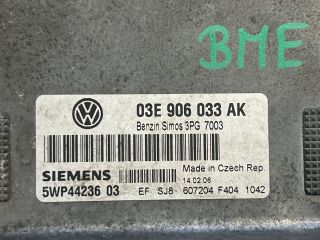 BME
03E 906 033 AK
Benzin Simos 3PG 7003
SIEMENS
Made in Czech Rep.
14.02.06
5WP44236 03 EF SJ8 607204 F404 1042